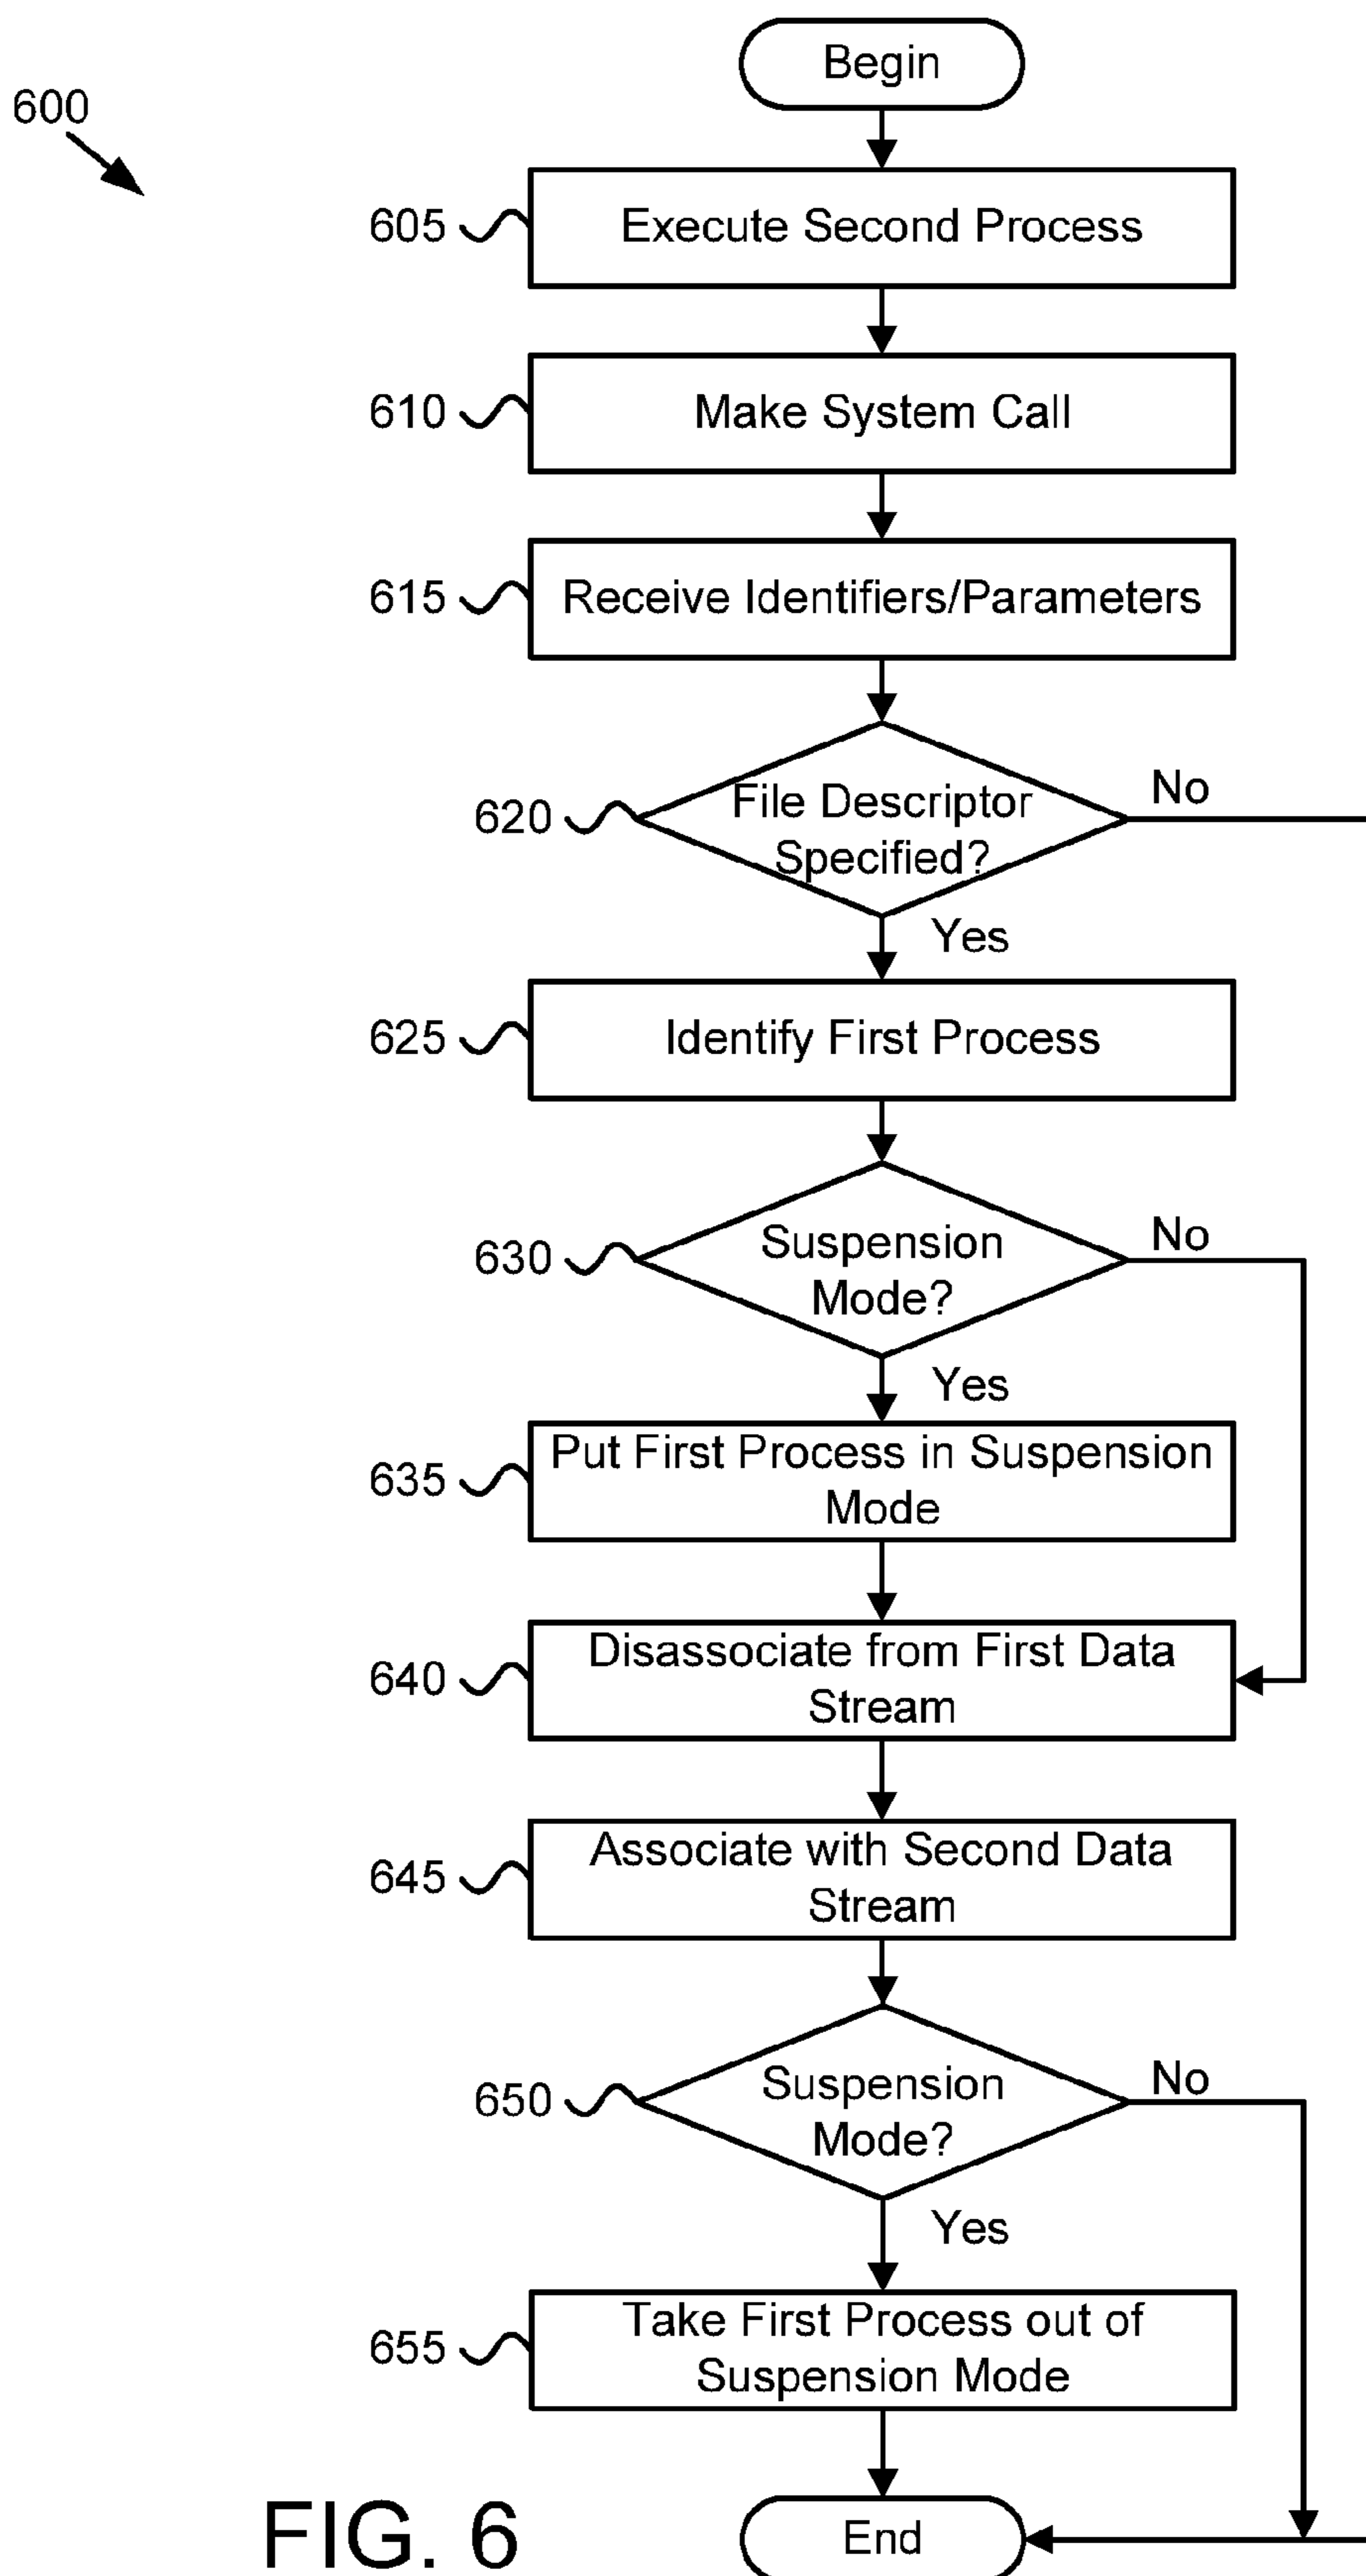 Begin
600
605
Execute Second Process
610
Make System Call
615
Receive Identifiers/Parameters
620
File Descriptor
Specified?
No
Yes
625
Identify First Process
630
Suspension
Mode?
No
Yes
635
Put First Process in Suspension
Mode
640
Disassociate from First Data
Stream
645
Associate with Second Data
Stream
650
Suspension
Mode?
No
Yes
655
Take First Process out of
Suspension Mode
End
FIG. 6